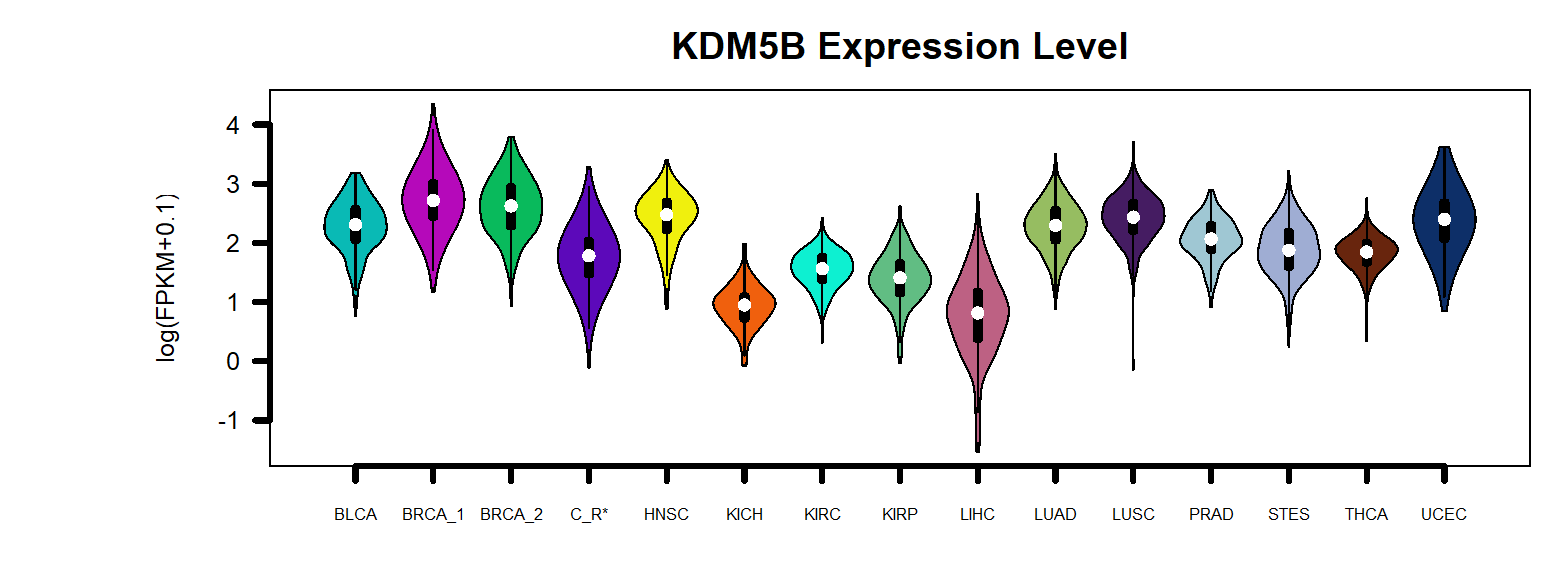 KDM5B Expression Level
log(FPKM+0.1)
4
3
2
1
0
-1
BLCA BRCA_1 BRCA_2 C_R* HNSC KICH KIRC KIRP LIHC LUAD LUSC PRAD STES THCA UCEC